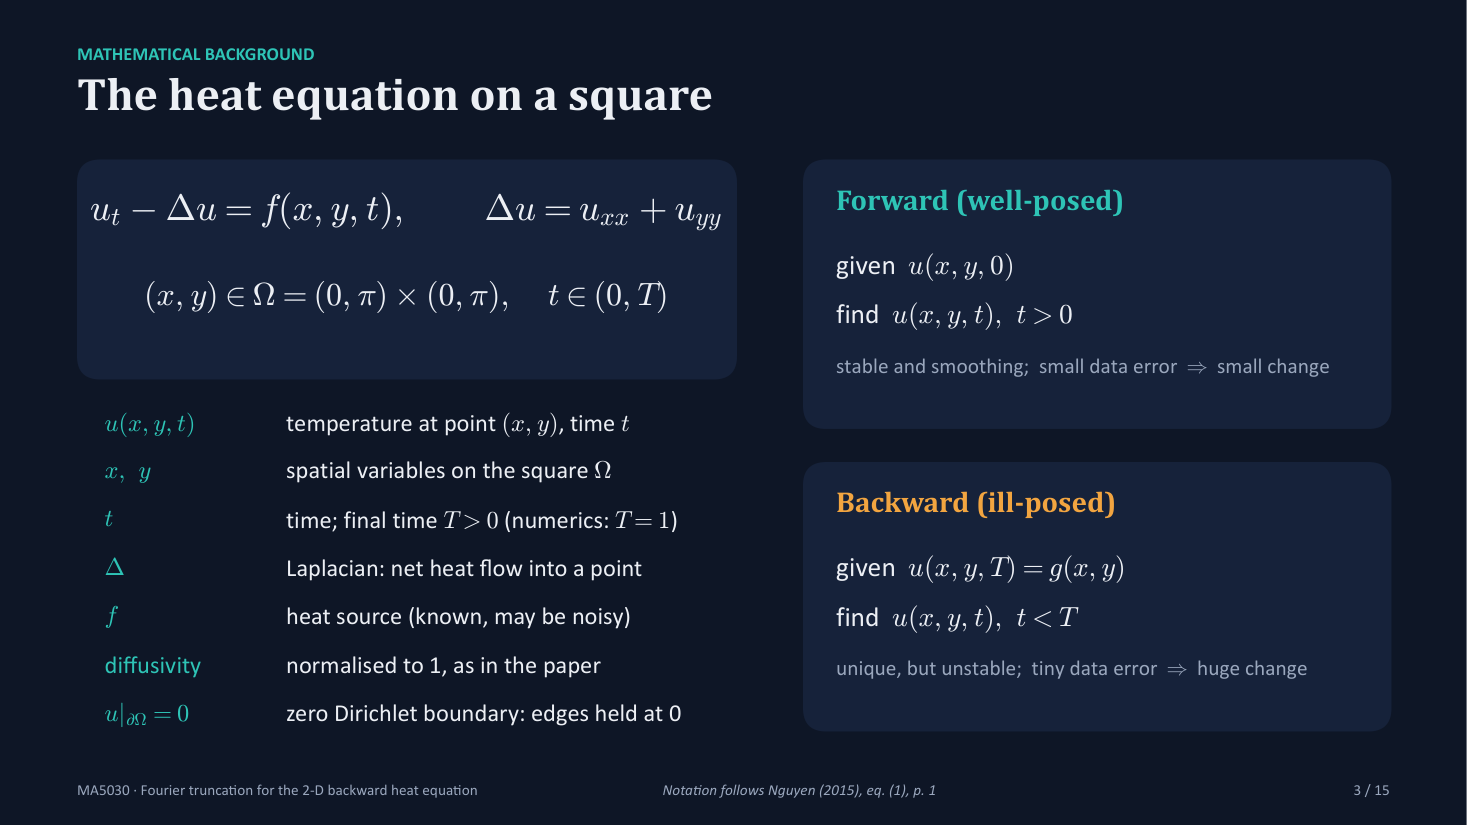 MATHEMATICAL BACKGROUND
The heat equation on a square
u_t − Δu = f(x, y, t),   Δu = u_xx + u_yy
(x, y) ∈ Ω = (0, π) × (0, π),   t ∈ (0, T)
u(x, y, t)   temperature at point (x, y), time t
x, y   spatial variables on the square Ω
t   time; final time T > 0 (numerics: T = 1)
Δ   Laplacian: net heat flow into a point
f   heat source (known, may be noisy)
diffusivity   normalised to 1, as in the paper
u|_∂Ω = 0   zero Dirichlet boundary: edges held at 0
Forward (well-posed)
given u(x, y, 0)
find u(x, y, t), t > 0
stable and smoothing; small data error ⇒ small change
Backward (ill-posed)
given u(x, y, T) = g(x, y)
find u(x, y, t), t < T
unique, but unstable; tiny data error ⇒ huge change
MA5030 · Fourier truncation for the 2-D backward heat equation
Notation follows Nguyen (2015), eq. (1), p. 1
3 / 15